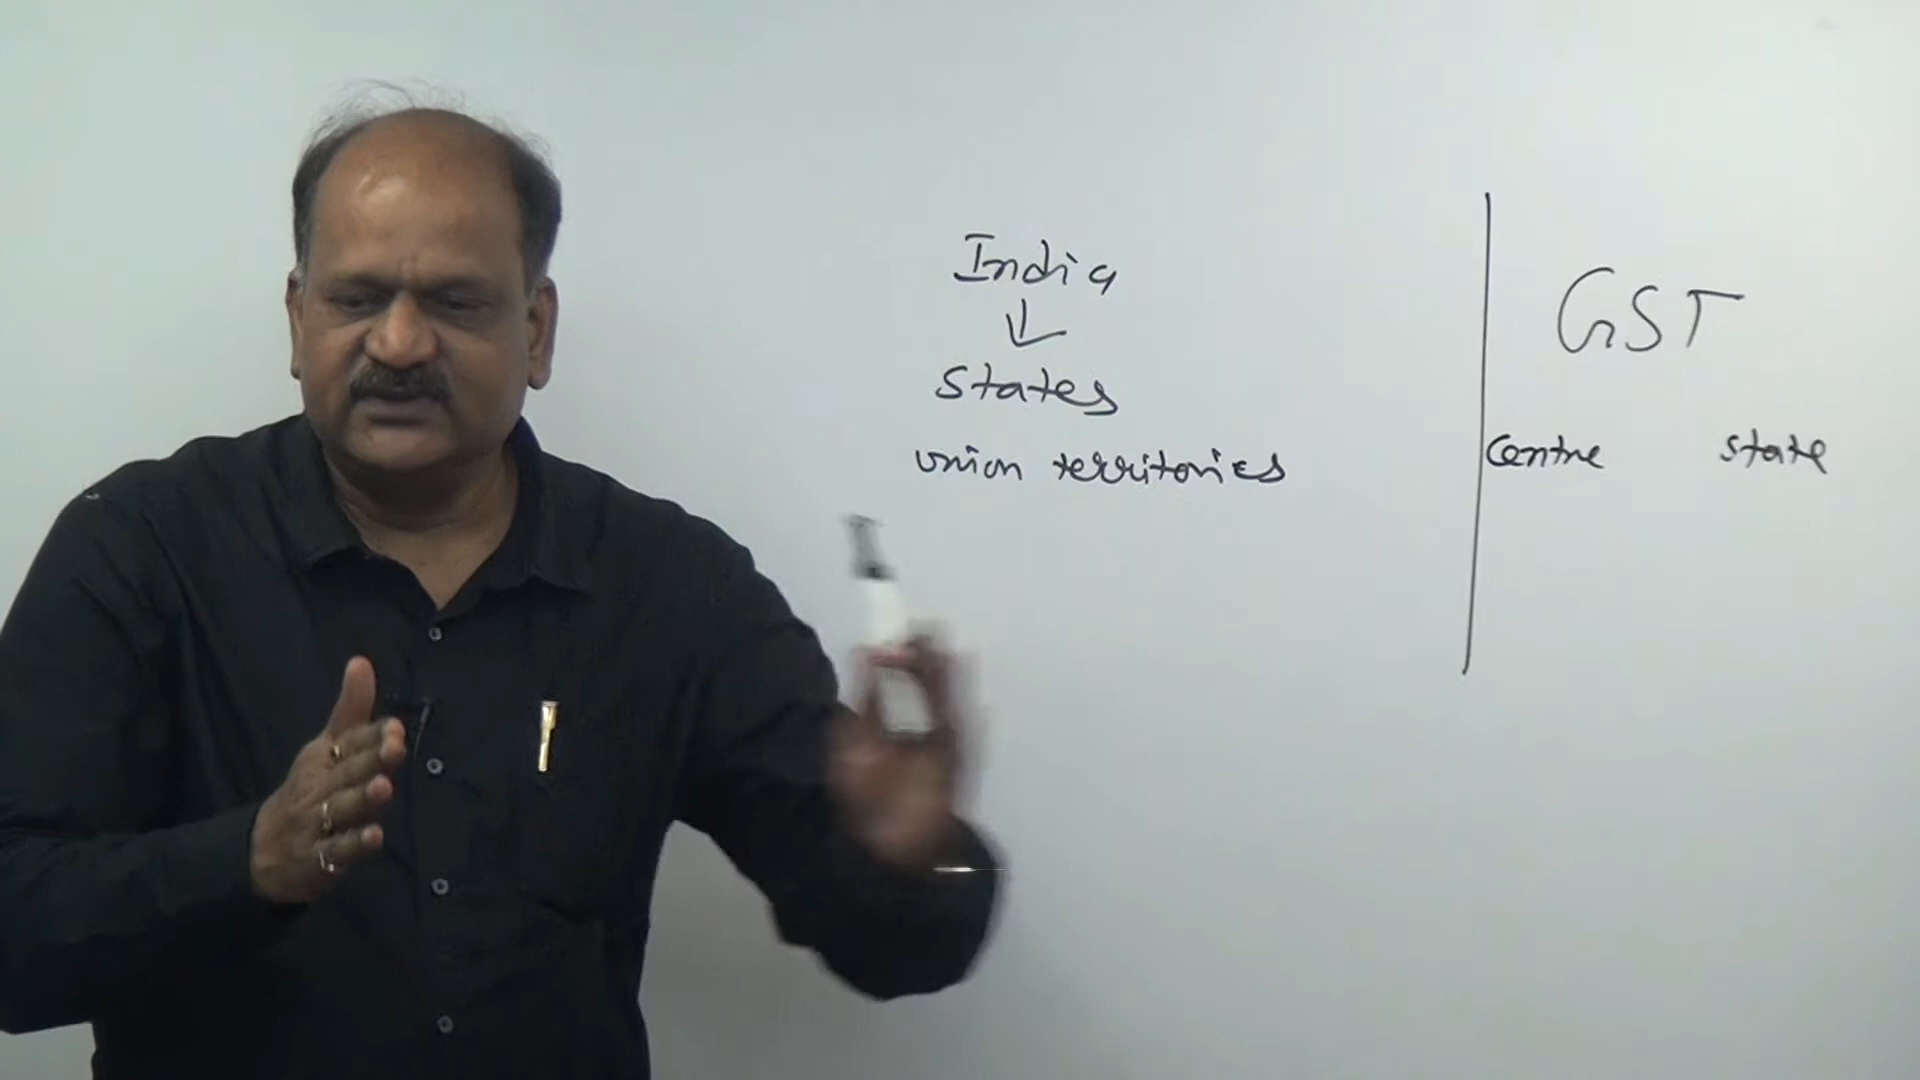 India
States
union territories
GST
Centre state